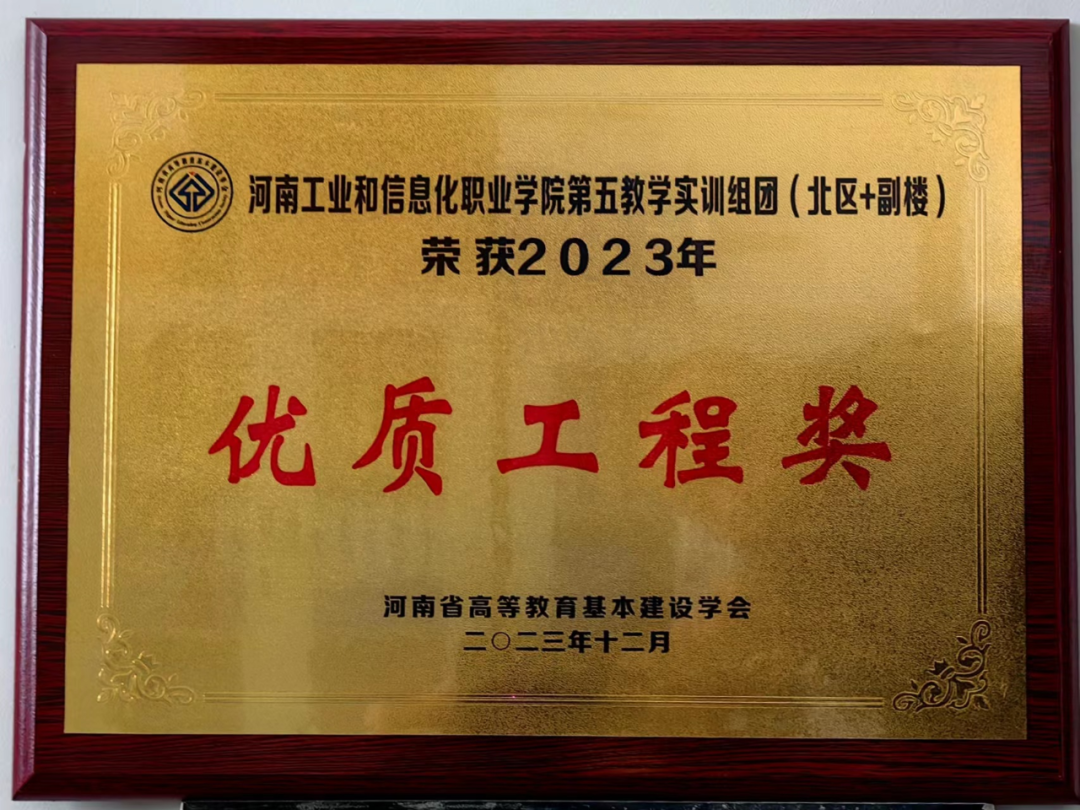 河南工业和信息化职业学院第五教学实训组团（北区+副楼）
荣获2023年
优质工程奖
河南省高等教育基本建设学会
二〇二三年十二月